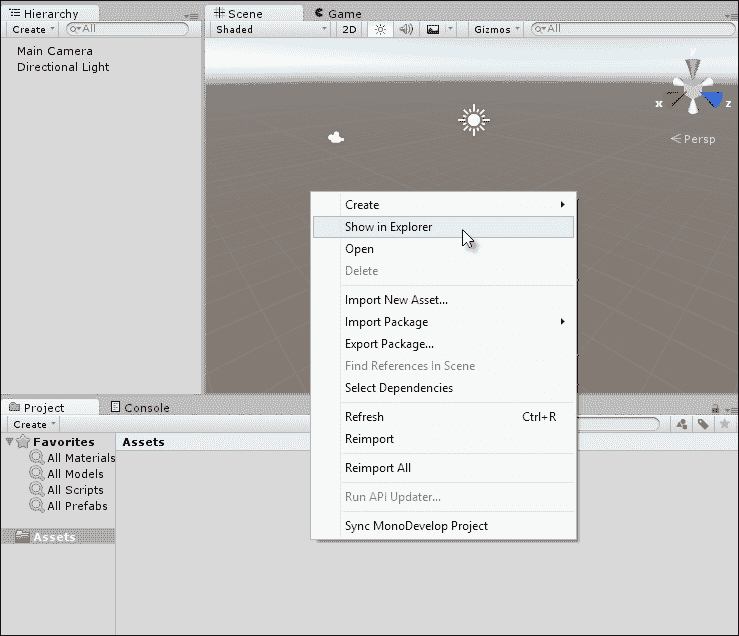 Hierarchy
Create All
Main Camera
Directional Light
Scene Game
Shaded 2D Gizmos All
x z
Persp
Create
Show in Explorer
Open
Delete
Import New Asset...
Import Package
Export Package...
Find References In Scene
Select Dependencies
Refresh Ctrl+R
Reimport
Reimport All
Run API Updater...
Sync MonoDevelop Project
Project Console
Create
Favorites
All Materials
All Models
All Scripts
All Prefabs
Assets
Assets